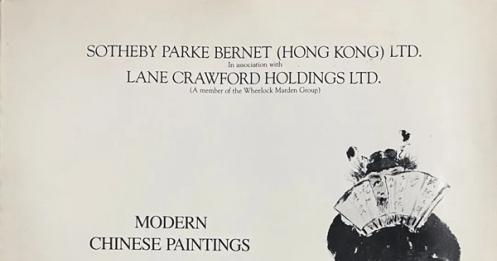 SOTHEBY PARKE BERNET (HONG KONG) LTD.
In association with
LANE CRAWFORD HOLDINGS LTD.
(A member of the Wheelock Marden Group)
MODERN
CHINESE PAINTINGS